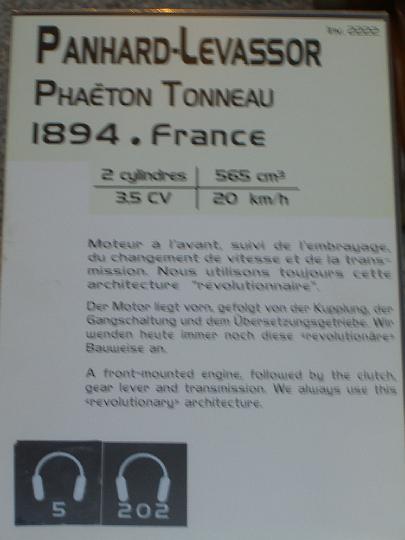 Inv. 2222
PANHARD-LEVASSOR
PHAËTON TONNEAU
1894 . France
2 cylindres 565 cm³
3,5 CV 20 km/h
Moteur à l'avant, suivi de l'embrayage,
du changement de vitesse et de la trans-
mission. Nous utilisons toujours cette
architecture "révolutionnaire".
Der Motor liegt vorn, gefolgt von der Kupplung, der
Gangschaltung und dem Übersetzungsgetriebe. Wir
wenden heute immer noch diese «revolutionäre»
Bauweise an.
A front-mounted engine, followed by the clutch,
gear lever and transmission. We always use this
«revolutionary» architecture.
5 202